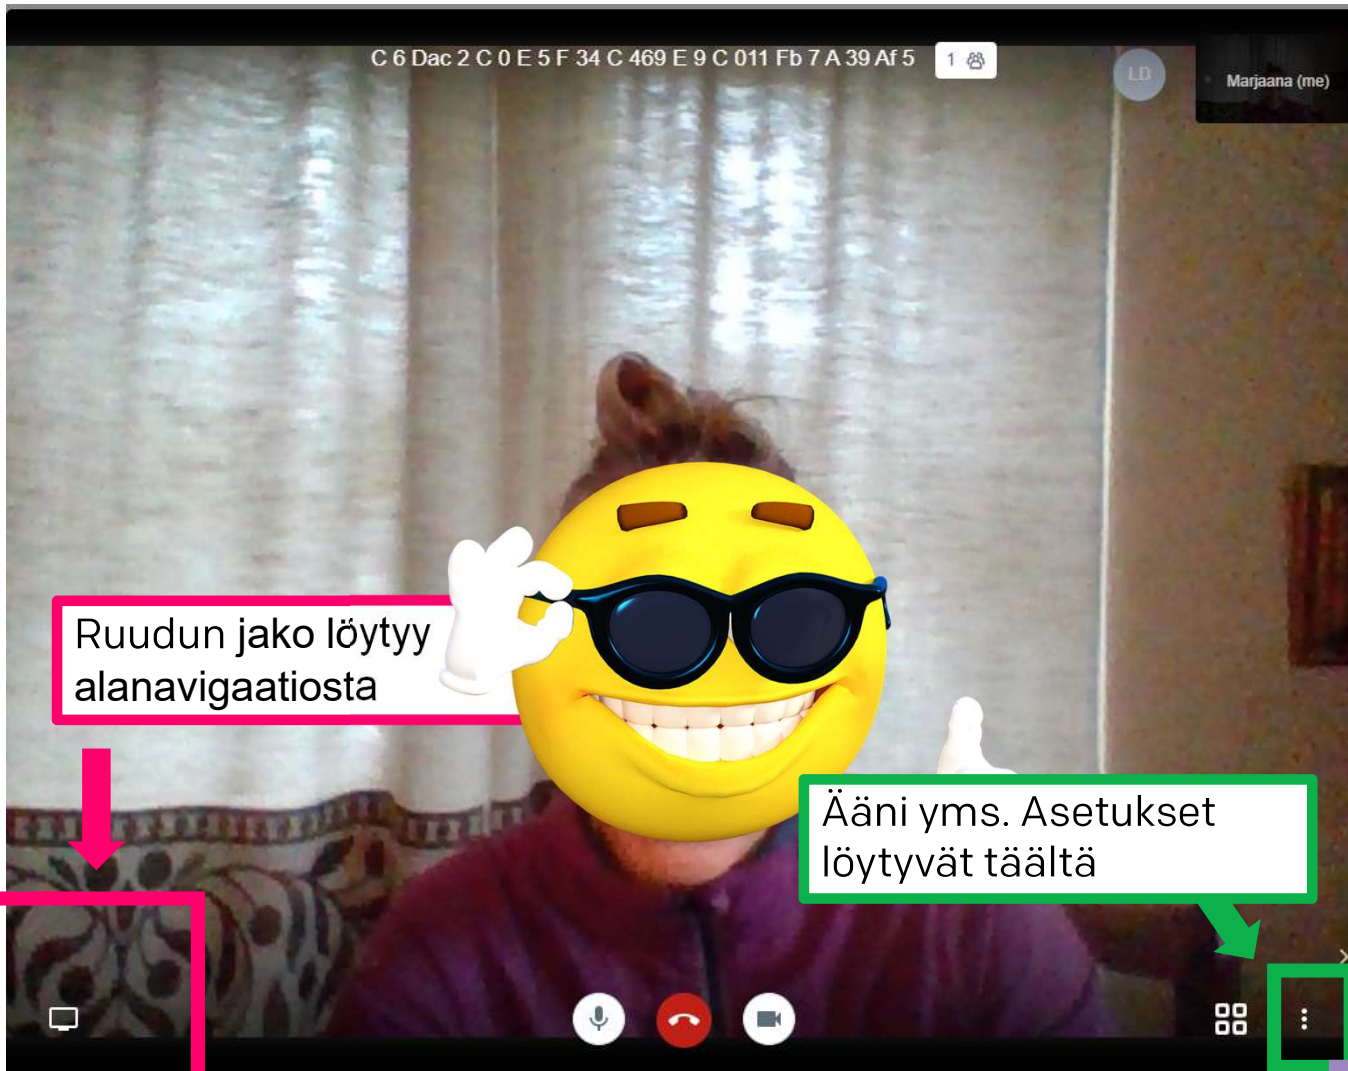 C 6 Dac 2 C 0 E 5 F 34 C 469 E 9 C 011 Fb 7 A 39 Af 5
1
LD
Marjaana (me)
Ruudun jako löytyy
alanavigaatiosta
Ääni yms. Asetukset
löytyvät täältä